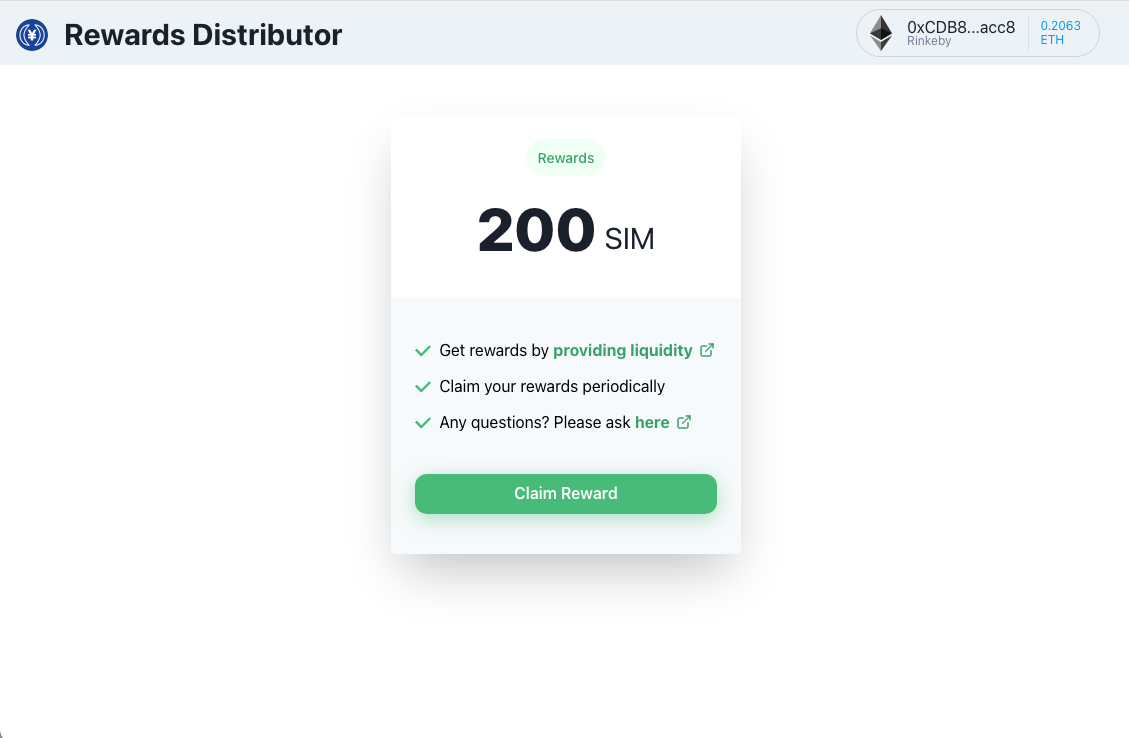 ¥
Rewards Distributor
0xCDB8...acc8
Rinkeby
0.2063
ETH
Rewards
200 SIM
Get rewards by providing liquidity
Claim your rewards periodically
Any questions? Please ask here
Claim Reward